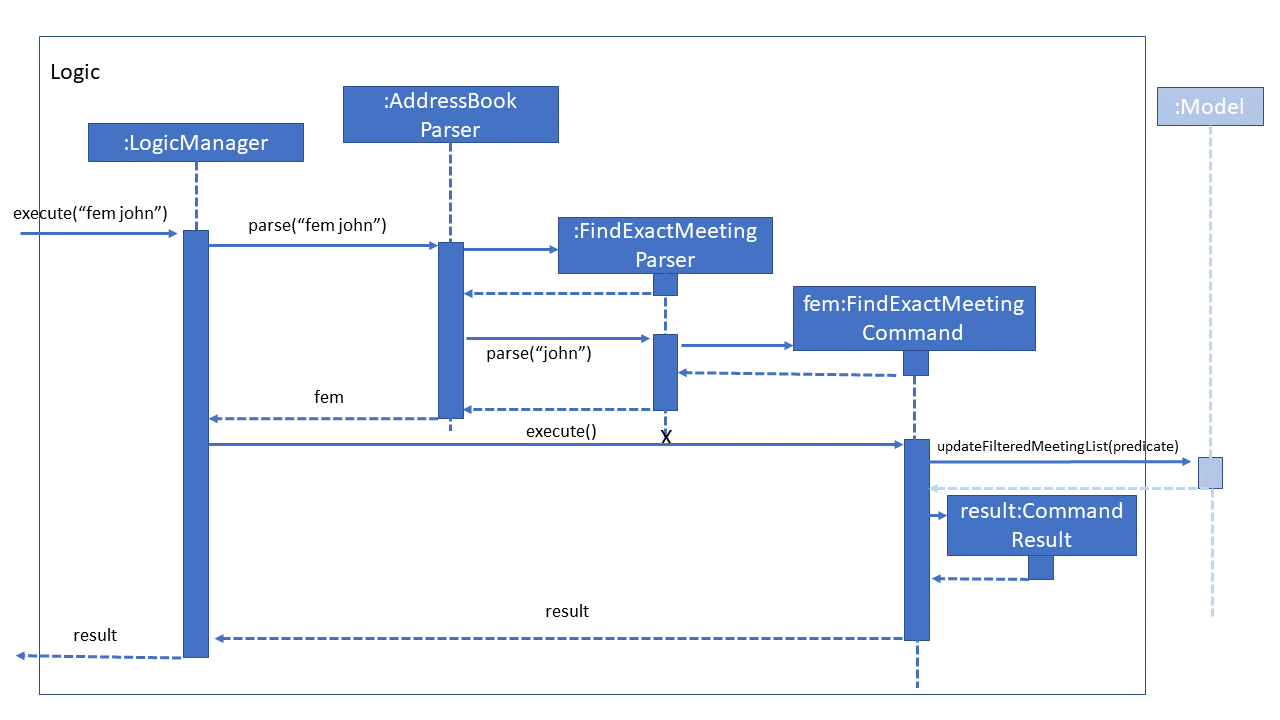 Logic
:AddressBook
Parser
:Model
:LogicManager
execute(“fem john”)
parse(“fem john”)
:FindExactMeeting
Parser
fem:FindExactMeeting
Command
parse(“john”)
fem
execute()
X
updateFilteredMeetingList(predicate)
result:Command
Result
result
result